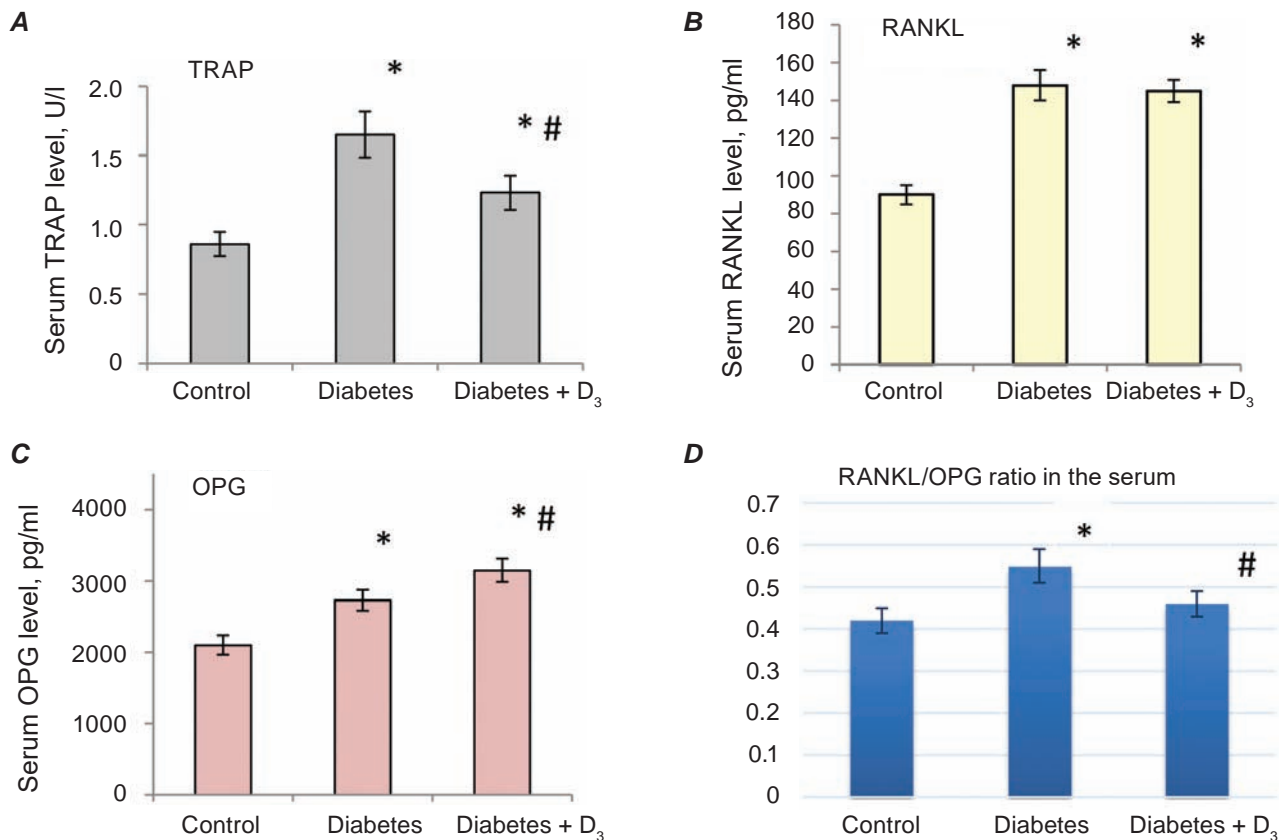 A
TRAP
Serum TRAP level, U/l
2.0
1.5
1.0
0.5
0
*
* #
Control
Diabetes
Diabetes + D₃
B
RANKL
Serum RANKL level, pg/ml
180
160
140
120
100
80
60
40
20
0
*
*
Control
Diabetes
Diabetes + D₃
C
OPG
Serum OPG level, pg/ml
4000
3000
2000
1000
0
*
* #
Control
Diabetes
Diabetes + D₃
D
RANKL/OPG ratio in the serum
0.7
0.6
0.5
0.4
0.3
0.2
0.1
0
*
#
Control
Diabetes
Diabetes + D₃